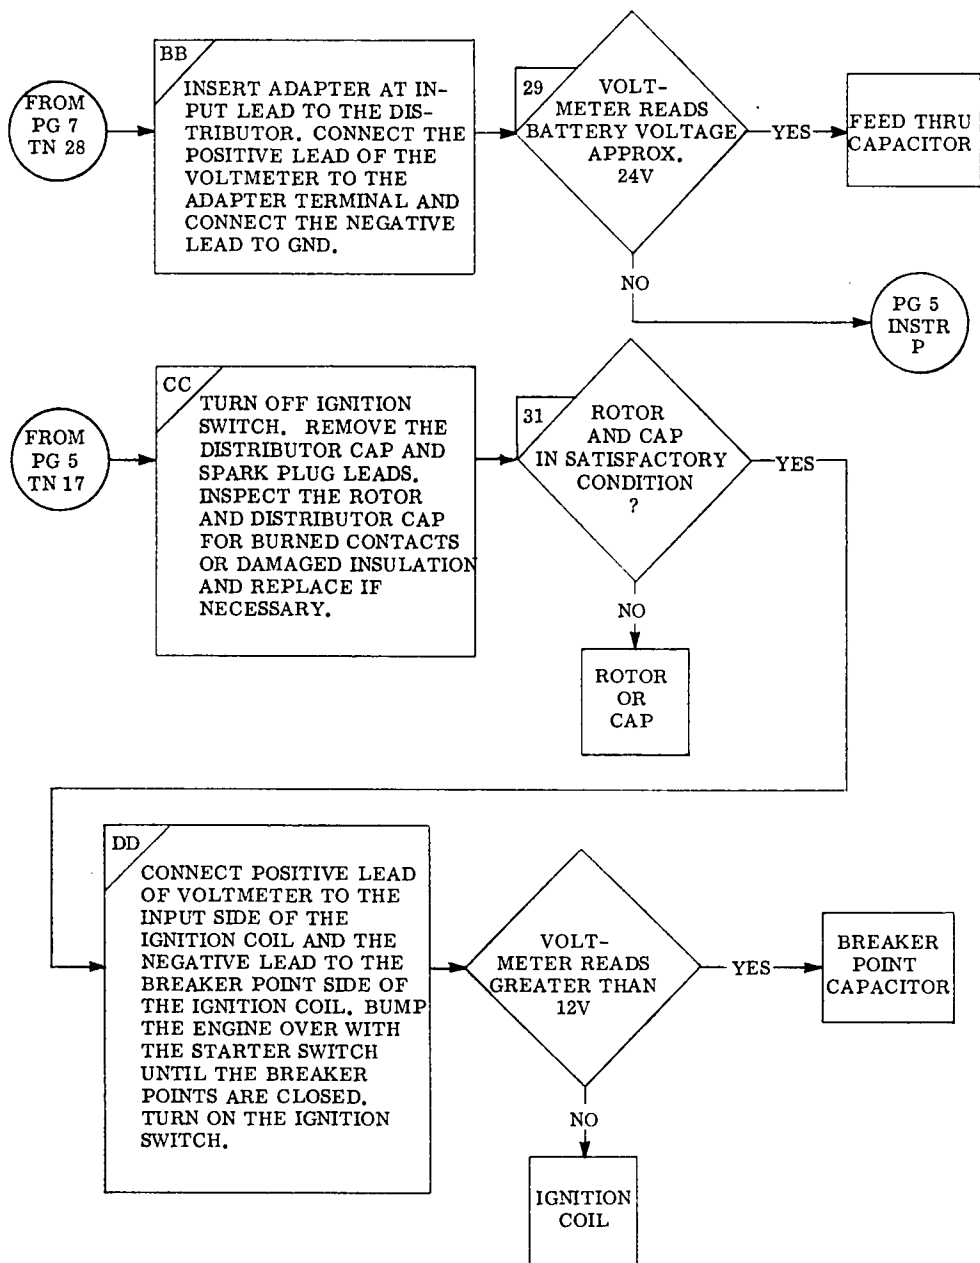 FROM
PG 7
TN 28
BB
INSERT ADAPTER AT IN-
PUT LEAD TO THE DIS-
TRIBUTOR. CONNECT THE
POSITIVE LEAD OF THE
VOLTMETER TO THE
ADAPTER TERMINAL AND
CONNECT THE NEGATIVE
LEAD TO GND.
29
VOLT-
METER READS
BATTERY VOLTAGE
APPROX.
24V
YES
FEED THRU
CAPACITOR
NO
PG 5
INSTR
P
FROM
PG 5
TN 17
CC
TURN OFF IGNITION
SWITCH. REMOVE THE
DISTRIBUTOR CAP AND
SPARK PLUG LEADS.
INSPECT THE ROTOR
AND DISTRIBUTOR CAP
FOR BURNED CONTACTS
OR DAMAGED INSULATION
AND REPLACE IF
NECESSARY.
31
ROTOR
AND CAP
IN SATISFACTORY
CONDITION
?
YES
NO
ROTOR
OR
CAP
DD
CONNECT POSITIVE LEAD
OF VOLTMETER TO THE
INPUT SIDE OF THE
IGNITION COIL AND THE
NEGATIVE LEAD TO THE
BREAKER POINT SIDE OF
THE IGNITION COIL. BUMP
THE ENGINE OVER WITH
THE STARTER SWITCH
UNTIL THE BREAKER
POINTS ARE CLOSED.
TURN ON THE IGNITION
SWITCH.
VOLT-
METER READS
GREATER THAN
12V
YES
BREAKER
POINT
CAPACITOR
NO
IGNITION
COIL